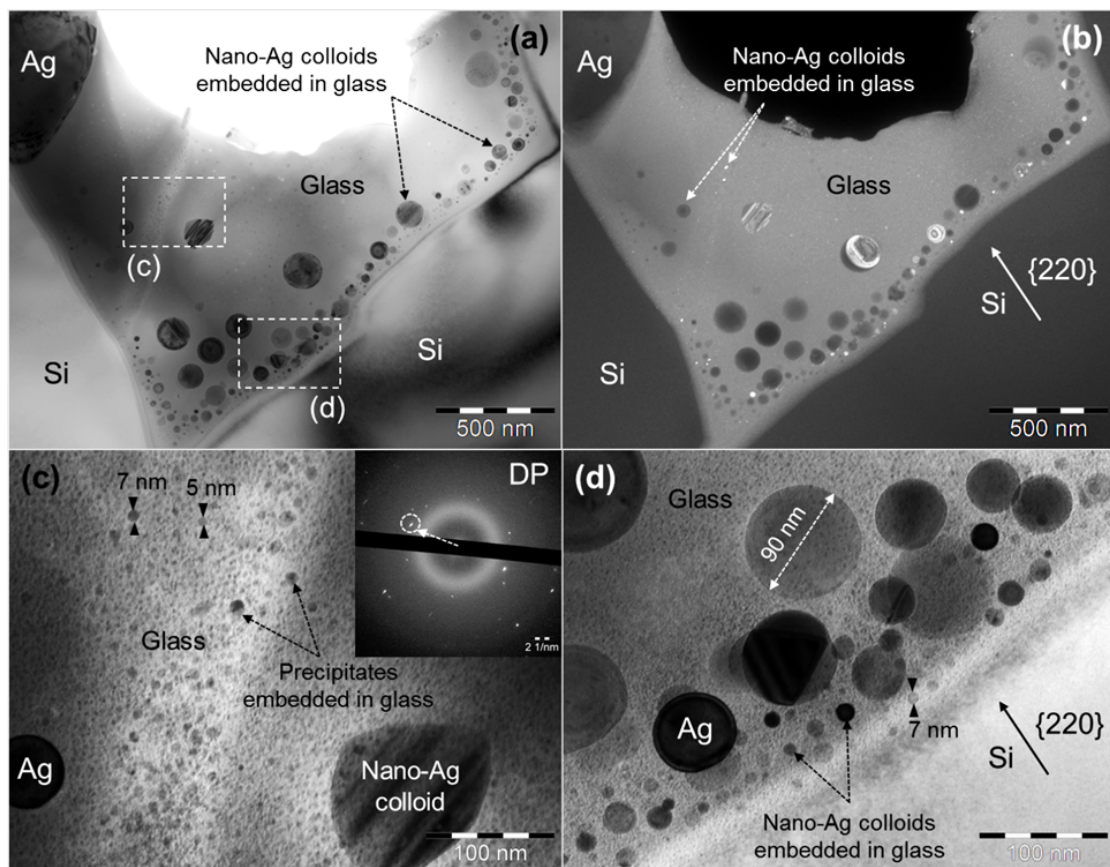 (a)
Ag
Nano-Ag colloids
embedded in glass
Glass
(c)
(d)
Si
Si
500 nm
(b)
Ag
Nano-Ag colloids
embedded in glass
Glass
{220}
Si
Si
500 nm
(c)
7 nm
5 nm
DP
2 1/nm
Glass
Precipitates
embedded in glass
Ag
Nano-Ag
colloid
100 nm
(d)
Glass
90 nm
Ag
7 nm
{220}
Si
Nano-Ag colloids
embedded in glass
100 nm